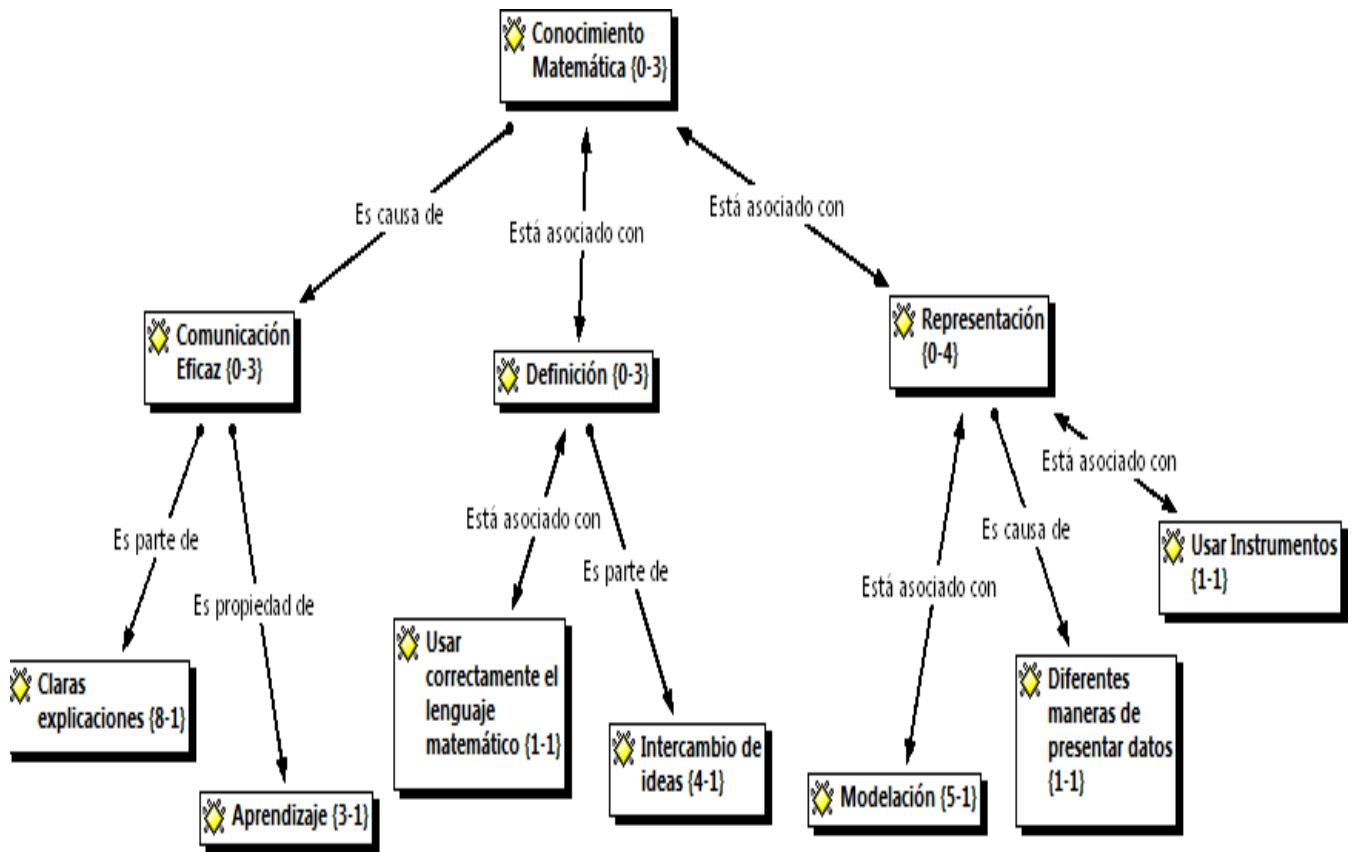 Conocimiento
Matemática {0-3}
Es causa de
Está asociado con
Está asociado con
Comunicación
Eficaz {0-3}
Definición {0-3}
Representación
{0-4}
Es parte de
Es propiedad de
Está asociado con
Es parte de
Está asociado con
Es causa de
Está asociado con
Usar Instrumentos
{1-1}
Claras
explicaciones {8-1}
Aprendizaje {3-1}
Usar
correctamente el
lenguaje
matemático {1-1}
Intercambio de
ideas {4-1}
Modelación {5-1}
Diferentes
maneras de
presentar datos
{1-1}